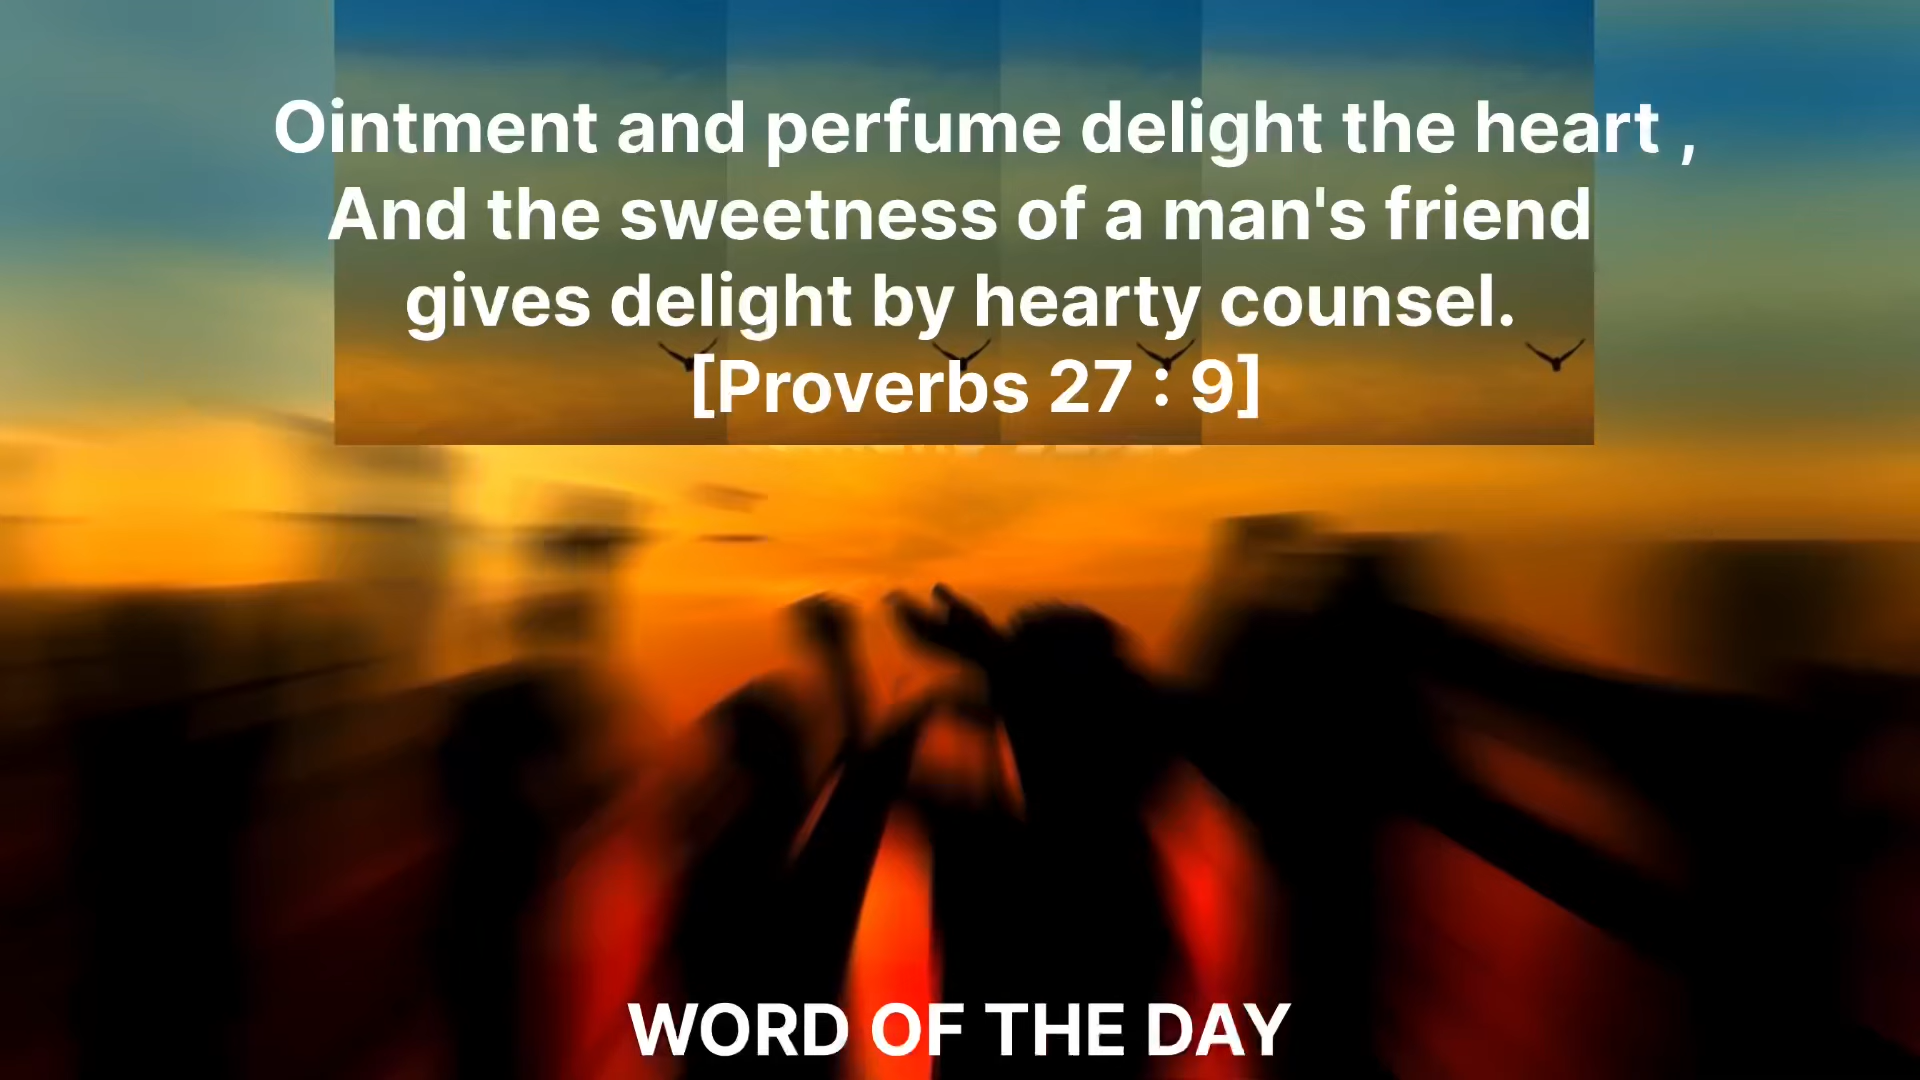 Ointment and perfume delight the heart ,
And the sweetness of a man's friend
gives delight by hearty counsel.
[Proverbs 27 : 9]
WORD OF THE DAY